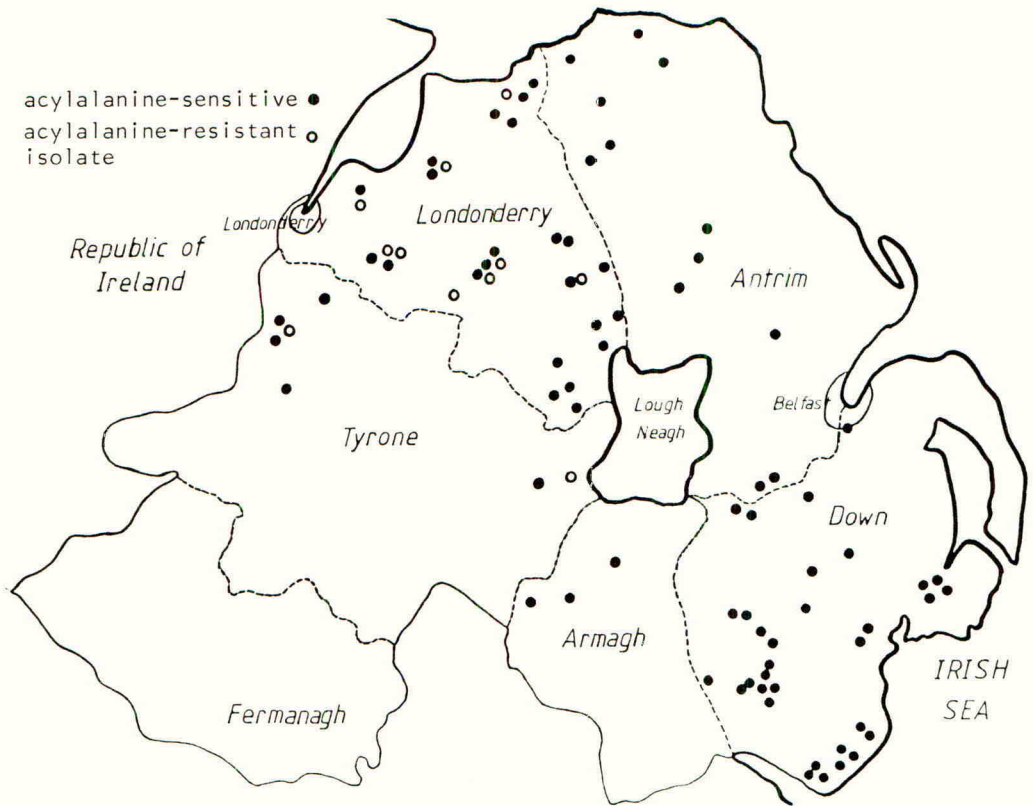 acylalanine-sensitive
acylalanine-resistant
isolate
Londonderry
Londonderry
Republic of
Ireland
Antrim
Belfast
Lough
Neagh
Tyrone
Down
Armagh
Fermanagh
IRISH
SEA